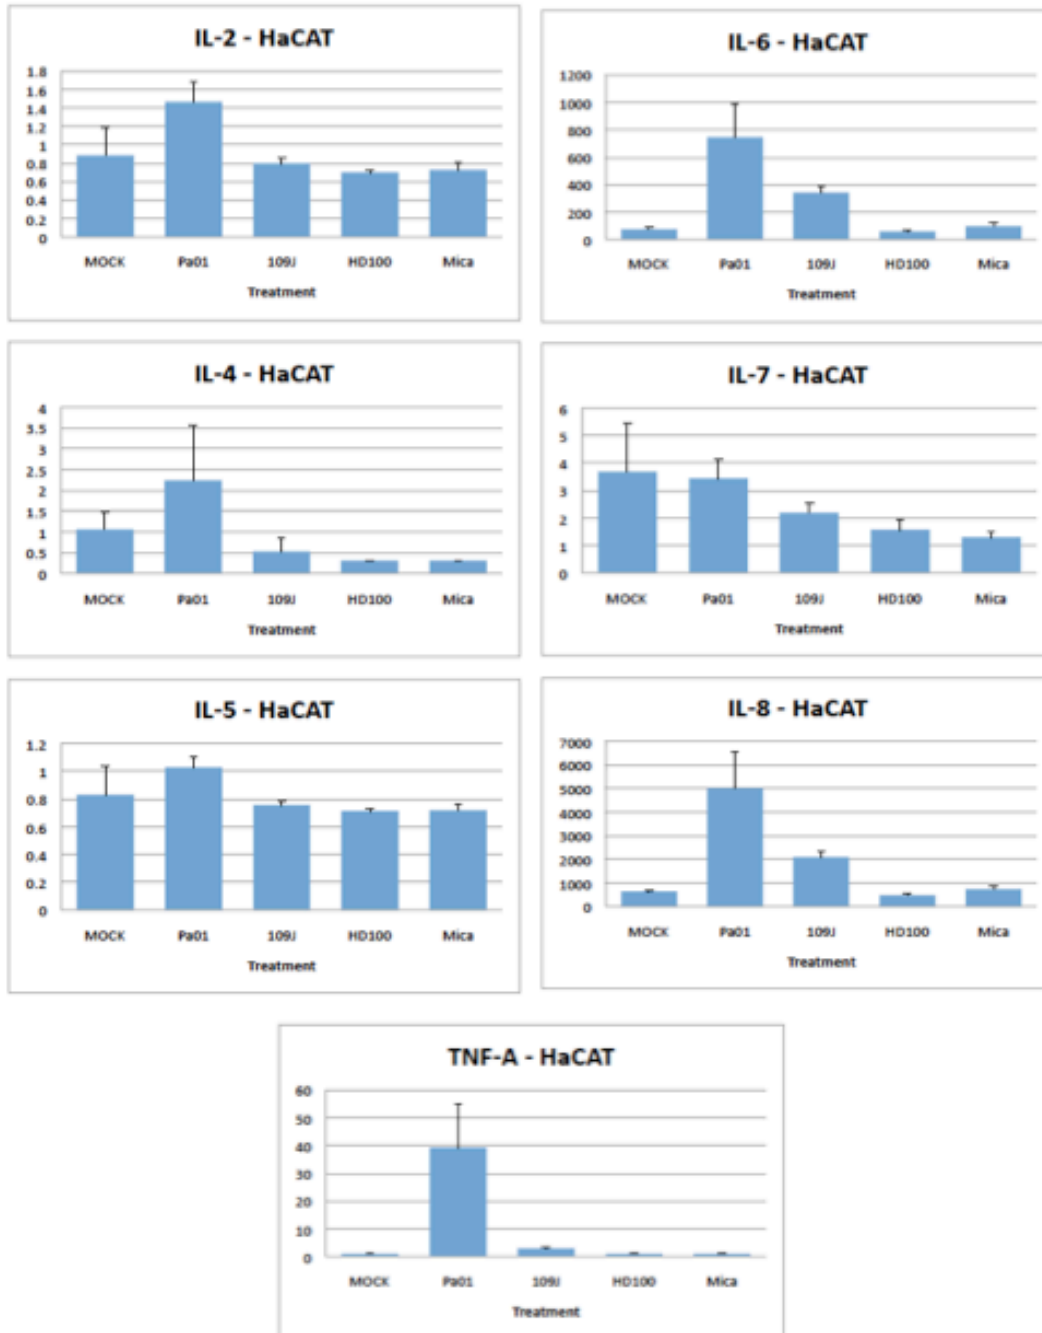 IL-2 - HaCAT
1.8
1.6
1.4
1.2
1
0.8
0.6
0.4
0.2
0
MOCK Pa01 109J HD100 Mica
Treatment
IL-6 - HaCAT
1200
1000
800
600
400
200
0
MOCK Pa01 109J HD100 Mica
Treatment
IL-4 - HaCAT
4
3.5
3
2.5
2
1.5
1
0.5
0
MOCK Pa01 109J HD100 Mica
Treatment
IL-7 - HaCAT
6
5
4
3
2
1
0
MOCK Pa01 109J HD100 Mica
Treatment
IL-5 - HaCAT
1.2
1
0.8
0.6
0.4
0.2
0
MOCK Pa01 109J HD100 Mica
Treatment
IL-8 - HaCAT
7000
6000
5000
4000
3000
2000
1000
0
MOCK Pa01 109J HD100 Mica
Treatment
TNF-A - HaCAT
60
50
40
30
20
10
0
MOCK Pa01 109J HD100 Mica
Treatment